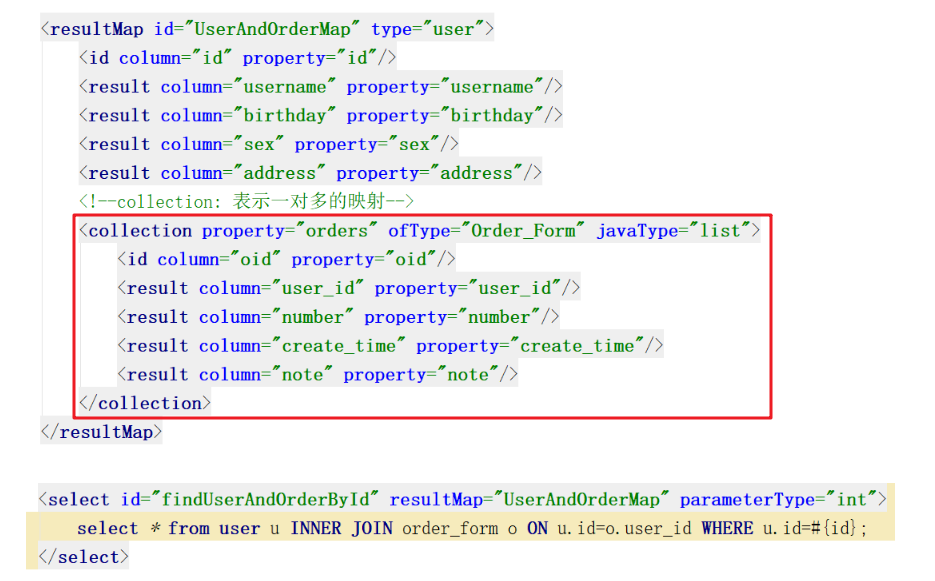 <resultMap id="UserAndOrderMap" type="user">
<id column="id" property="id"/>
<result column="username" property="username"/>
<result column="birthday" property="birthday"/>
<result column="sex" property="sex"/>
<result column="address" property="address"/>
<!--collection: 表示一对多的映射-->
<collection property="orders" ofType="Order_Form" javaType="list">
<id column="oid" property="oid"/>
<result column="user_id" property="user_id"/>
<result column="number" property="number"/>
<result column="create_time" property="create_time"/>
<result column="note" property="note"/>
</collection>
</resultMap>
<select id="findUserAndOrderById" resultMap="UserAndOrderMap" parameterType="int">
select * from user u INNER JOIN order_form o ON u.id=o.user_id WHERE u.id=#{id};
</select>